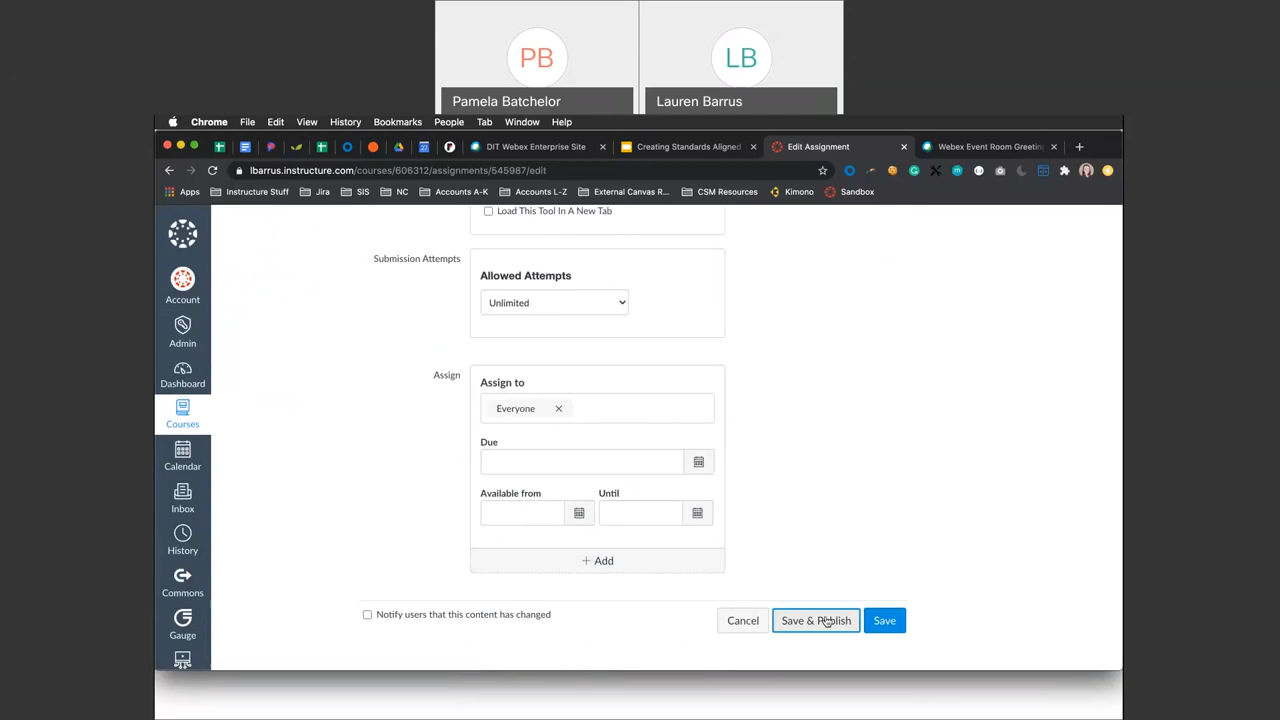 PB
LB
Pamela Batchelor
Lauren Barrus
Chrome File Edit View History Bookmarks People Tab Window Help
DIT Webex Enterprise Site
Creating Standards Aligned
Edit Assignment
Webex Event Room Greeting
lbarrus.instructure.com/courses/606312/assignments/545987/edit
Apps Instructure Stuff Jira SIS NC Accounts A-K Accounts L-Z External Canvas R... CSM Resources Kimono Sandbox
Load This Tool In A New Tab
Submission Attempts
Allowed Attempts
Unlimited
Assign
Assign to
Everyone
Due
Available from
Until
+ Add
Notify users that this content has changed
Cancel
Save & Publish
Save
Account
Admin
Dashboard
Courses
Calendar
Inbox
History
Commons
Gauge